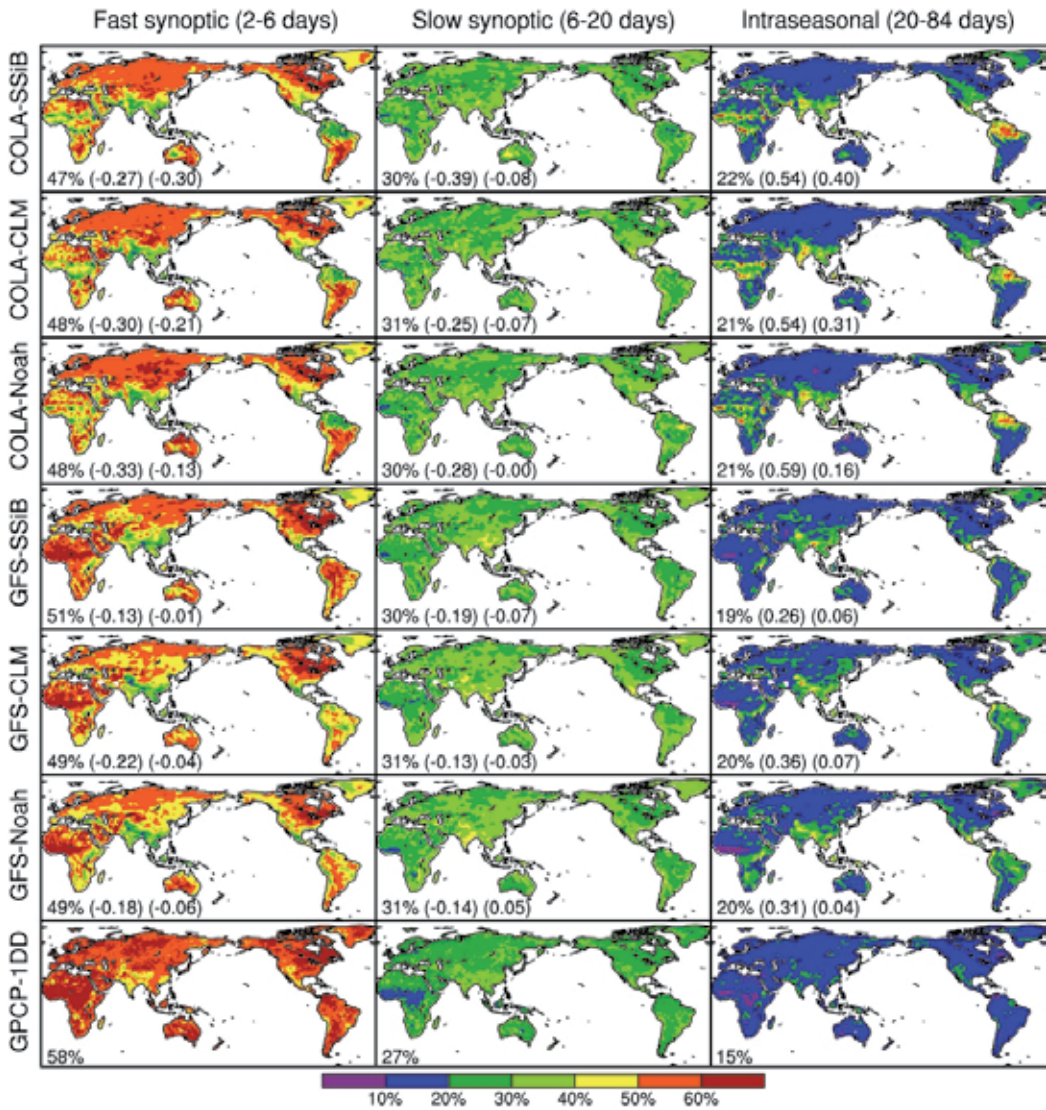 Fast synoptic (2-6 days) Slow synoptic (6-20 days) Intraseasonal (20-84 days)
COLA-SSiB
47% (-0.27) (-0.30) 30% (-0.39) (-0.08) 22% (0.54) (0.40)
COLA-CLM
48% (-0.30) (-0.21) 31% (-0.25) (-0.07) 21% (0.54) (0.31)
COLA-Noah
48% (-0.33) (-0.13) 30% (-0.28) (-0.00) 21% (0.59) (0.16)
GFS-SSiB
51% (-0.13) (-0.01) 30% (-0.19) (-0.07) 19% (0.26) (0.06)
GFS-CLM
49% (-0.22) (-0.04) 31% (-0.13) (-0.03) 20% (0.36) (0.07)
GFS-Noah
49% (-0.18) (-0.06) 31% (-0.14) (0.05) 20% (0.31) (0.04)
GPCP-1DD
58% 27% 15%
10% 20% 30% 40% 50% 60%